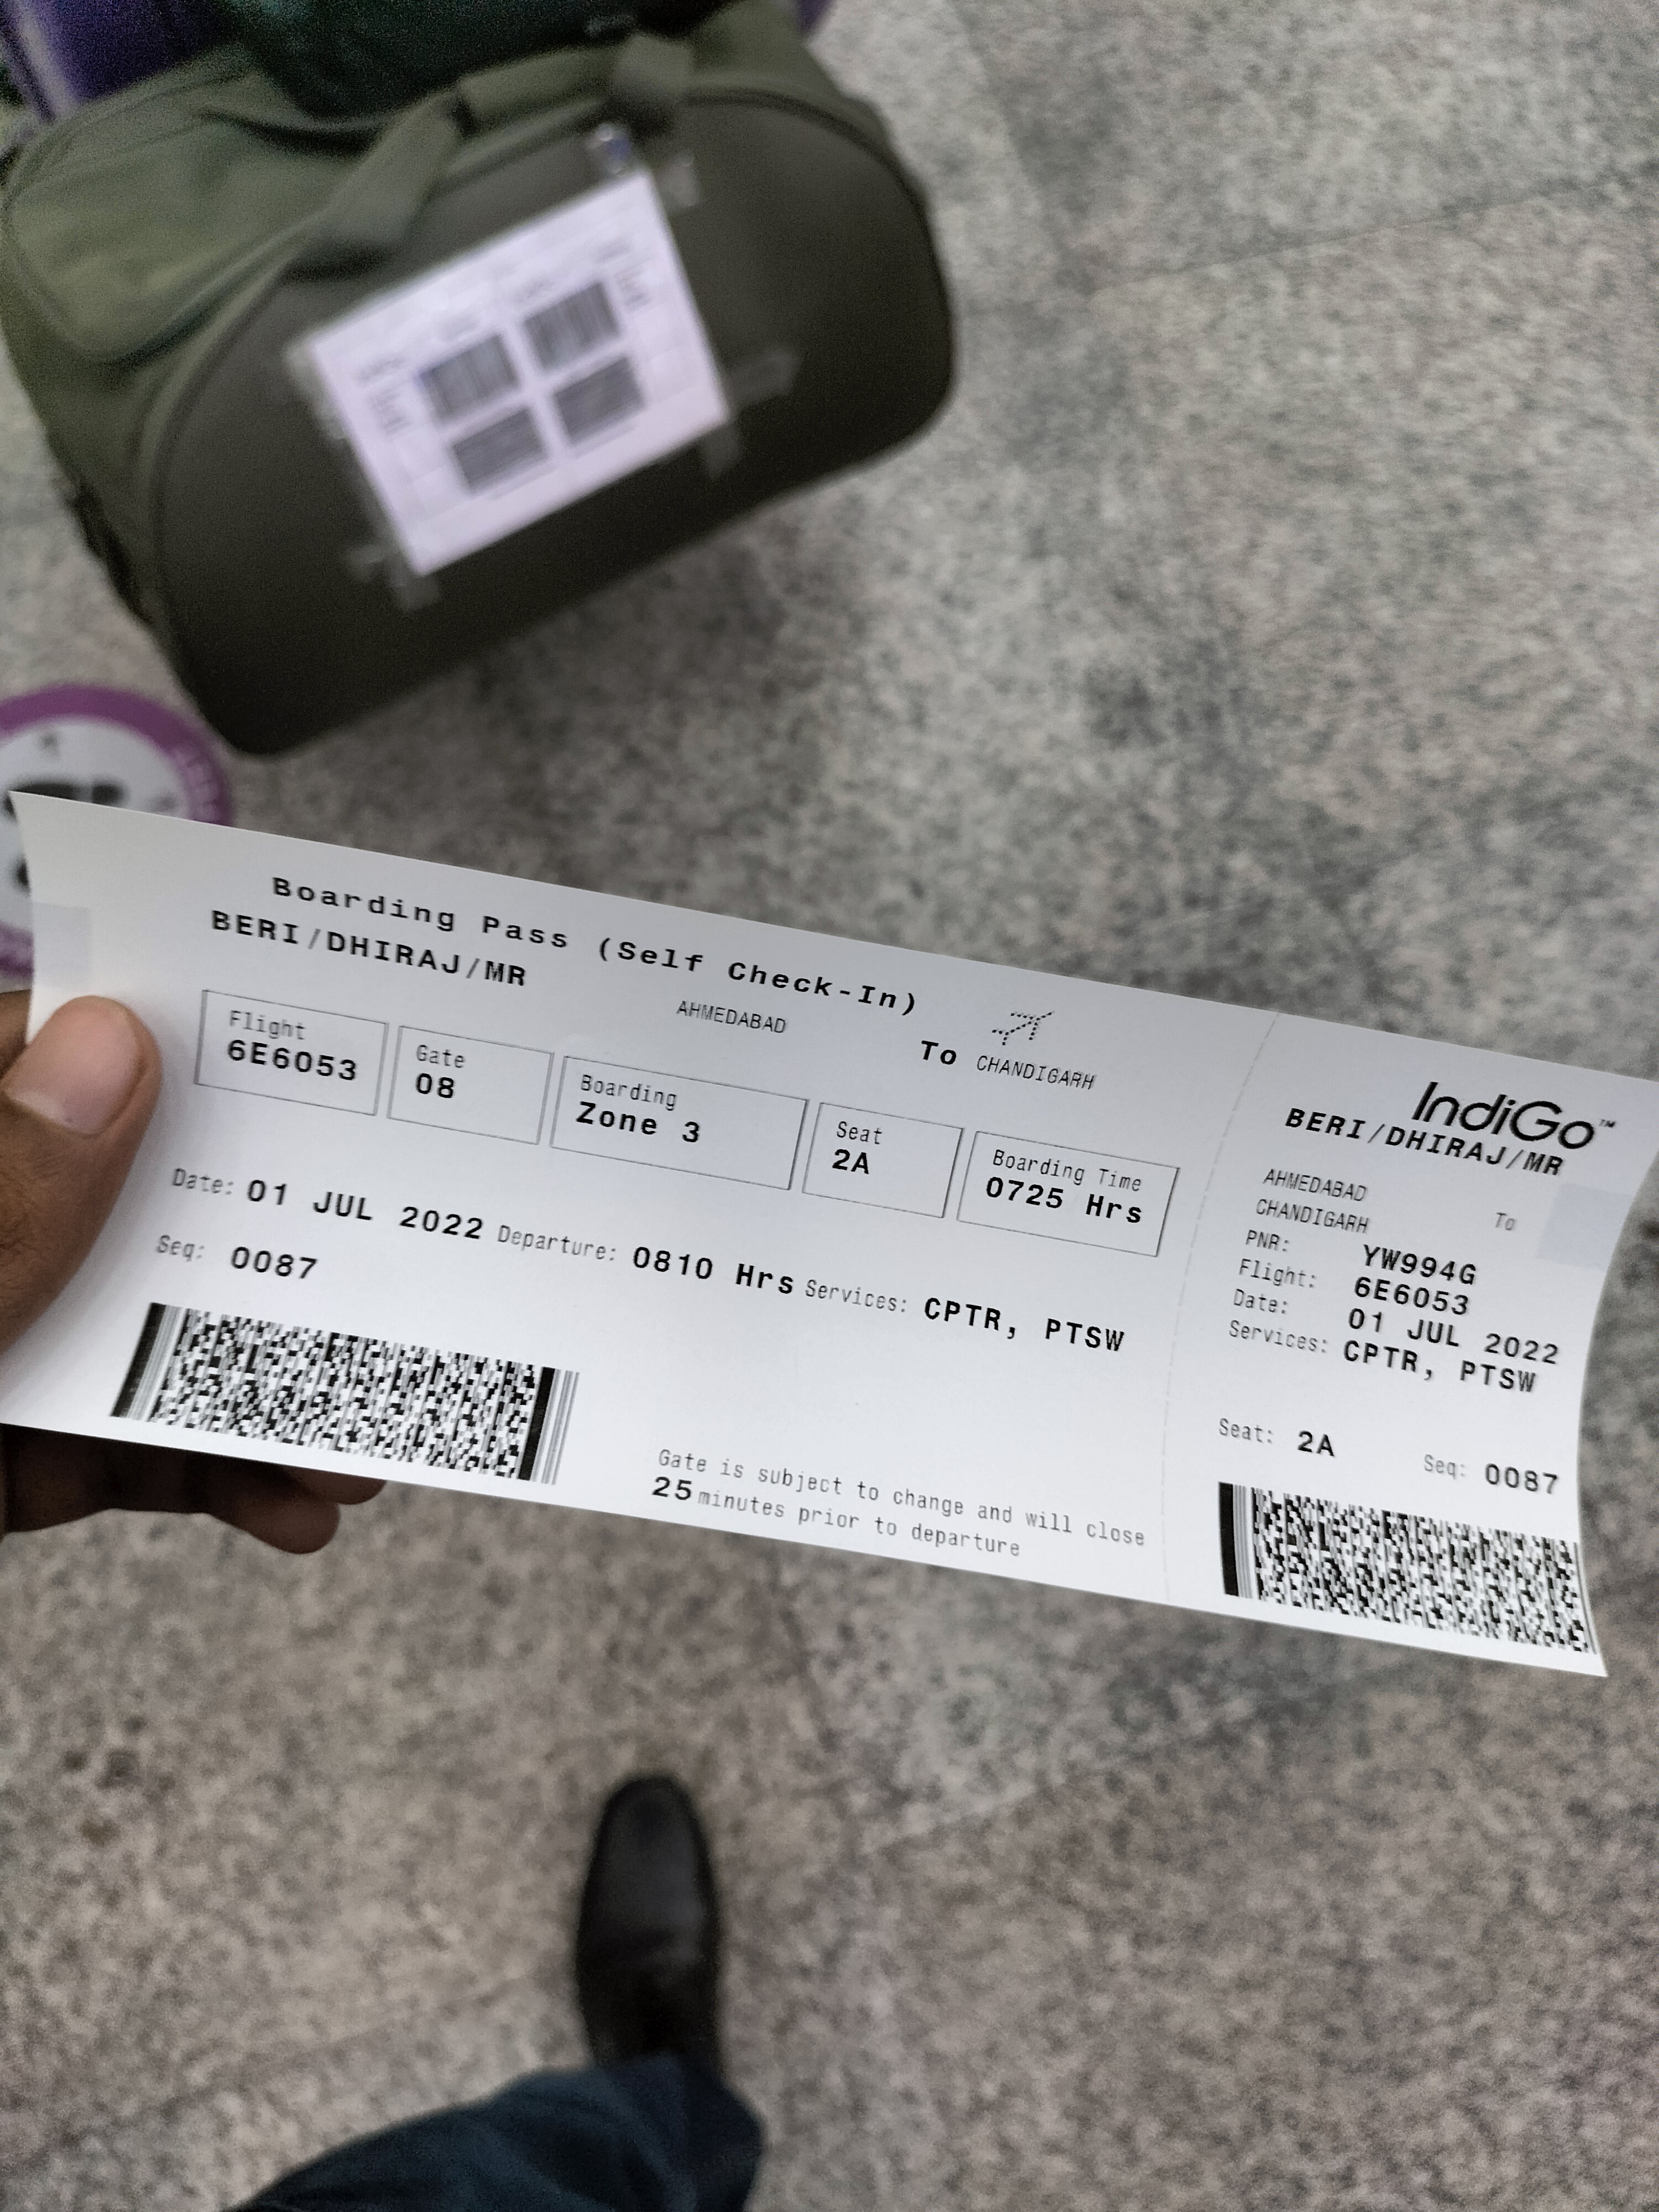 Boarding Pass (Self Check-In)
BERI/DHIRAJ/MR
AHMEDABAD
To CHANDIGARH
Flight
6E6053
Gate
08
Boarding
Zone 3
Seat
2A
Boarding Time
0725 Hrs
Date: 01 JUL 2022 Departure: 0810 Hrs Services: CPTR, PTSW
Seq: 0087
Gate is subject to change and will close
25 minutes prior to departure
IndiGo™
BERI/DHIRAJ/MR
AHMEDABAD To
CHANDIGARH
PNR: YW994G
Flight: 6E6053
Date: 01 JUL 2022
Services: CPTR, PTSW
Seat: 2A Seq: 0087